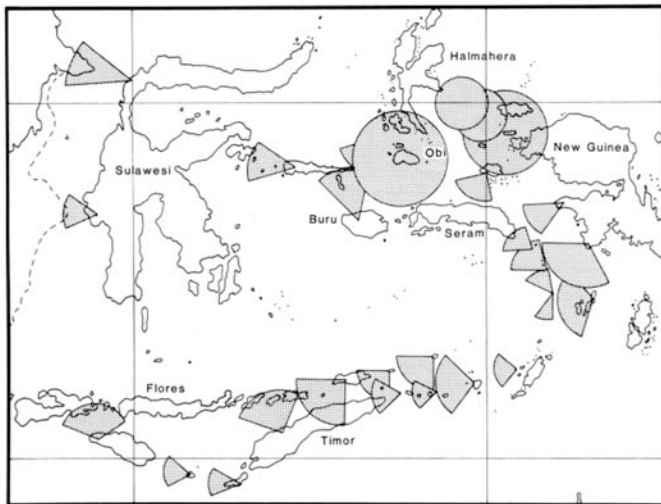 Halmahera
New Guinea
Obi
Sulawesi
Buru
Seram
Flores
Timor